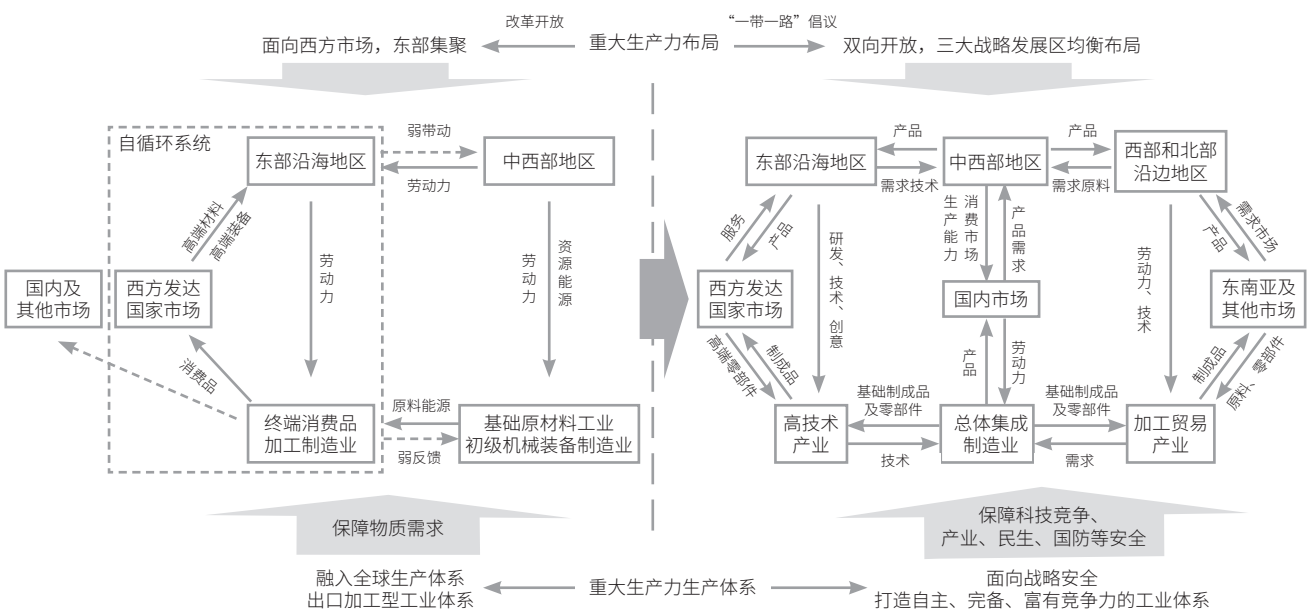 改革开放
“一带一路”倡议
面向西方市场，东部集聚
重大生产力布局
双向开放，三大战略发展区均衡布局
自循环系统
东部沿海地区
弱带动
劳动力
中西部地区
高端材料
高端装备
劳动力
劳动力
资源能源
国内及
其他市场
西方发达
国家市场
消费品
终端消费品
加工制造业
原料能源
弱反馈
基础原材料工业
初级机械装备制造业
东部沿海地区
产品
需求技术
中西部地区
产品
需求原料
西部和北部
沿边地区
服务
产品
研发、技术、创意
生产能力
消费市场
产品需求
劳动力、技术
需求市场
产品
西方发达
国家市场
国内市场
东南亚及
其他市场
高端零部件
制成品
产品
劳动力
制成品
原料、零部件
高技术
产业
基础制成品
及零部件
技术
总体集成
制造业
基础制成品
及零部件
需求
加工贸易
产业
保障物质需求
保障科技竞争、
产业、民生、国防等安全
融入全球生产体系
出口加工型工业体系
重大生产力生产体系
面向战略安全
打造自主、完备、富有竞争力的工业体系